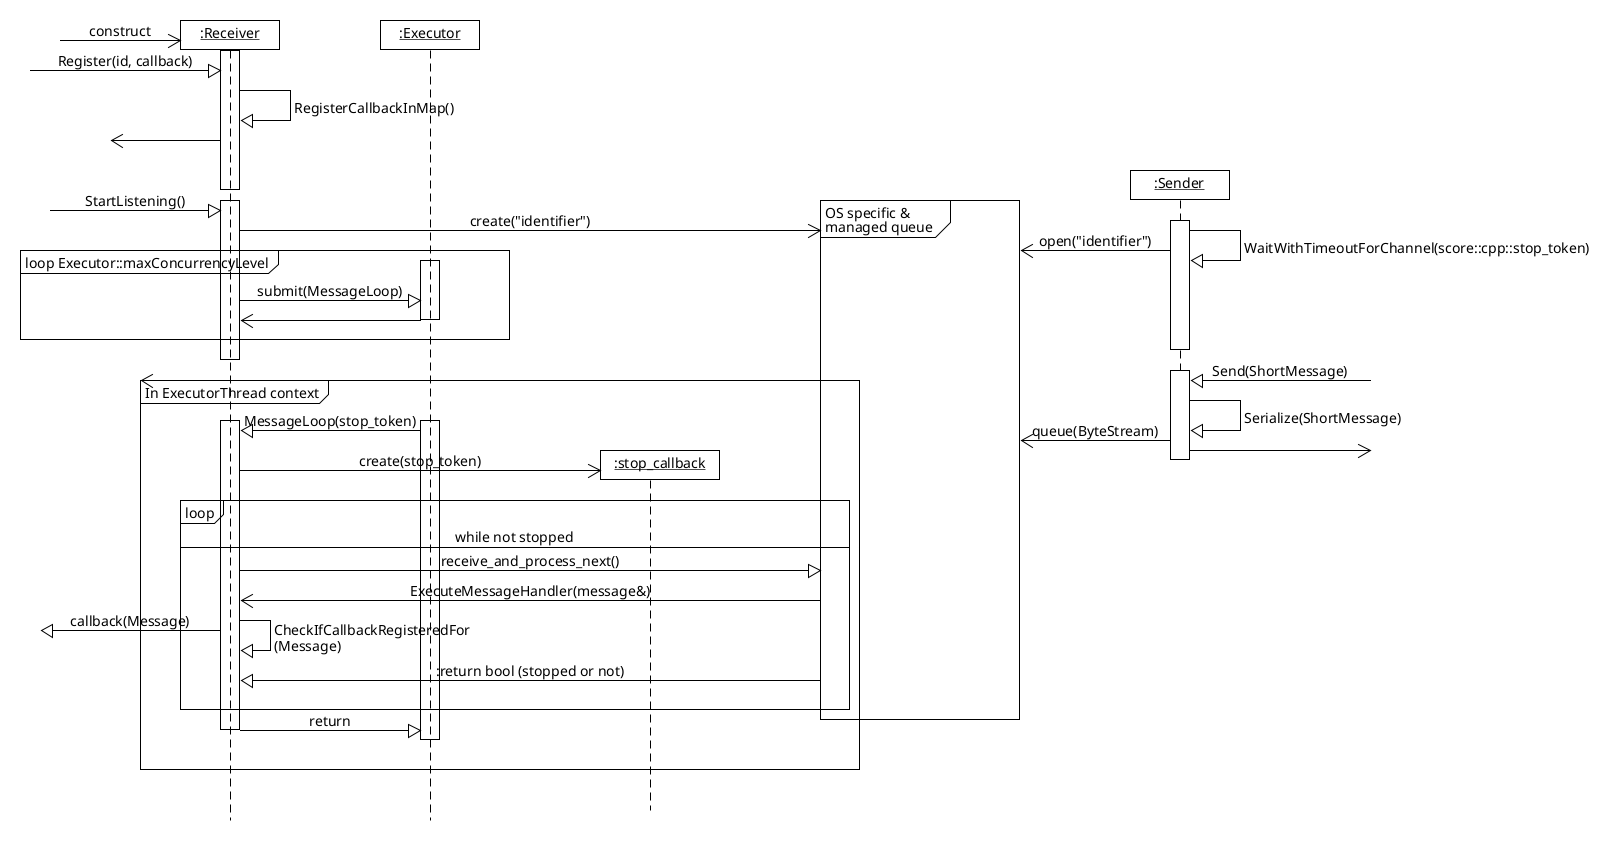 construct
:Receiver
:Executor
Register(id, callback)
RegisterCallbackInMap()
:Sender
StartListening()
create("identifier")
OS specific &
managed queue
open("identifier")
WaitWithTimeoutForChannel(score::cpp::stop_token)
loop Executor::maxConcurrencyLevel
submit(MessageLoop)
Send(ShortMessage)
In ExecutorThread context
MessageLoop(stop_token)
Serialize(ShortMessage)
queue(ByteStream)
create(stop_token)
:stop_callback
loop
while not stopped
receive_and_process_next()
ExecuteMessageHandler(message&)
callback(Message)
CheckIfCallbackRegisteredFor
(Message)
:return bool (stopped or not)
return